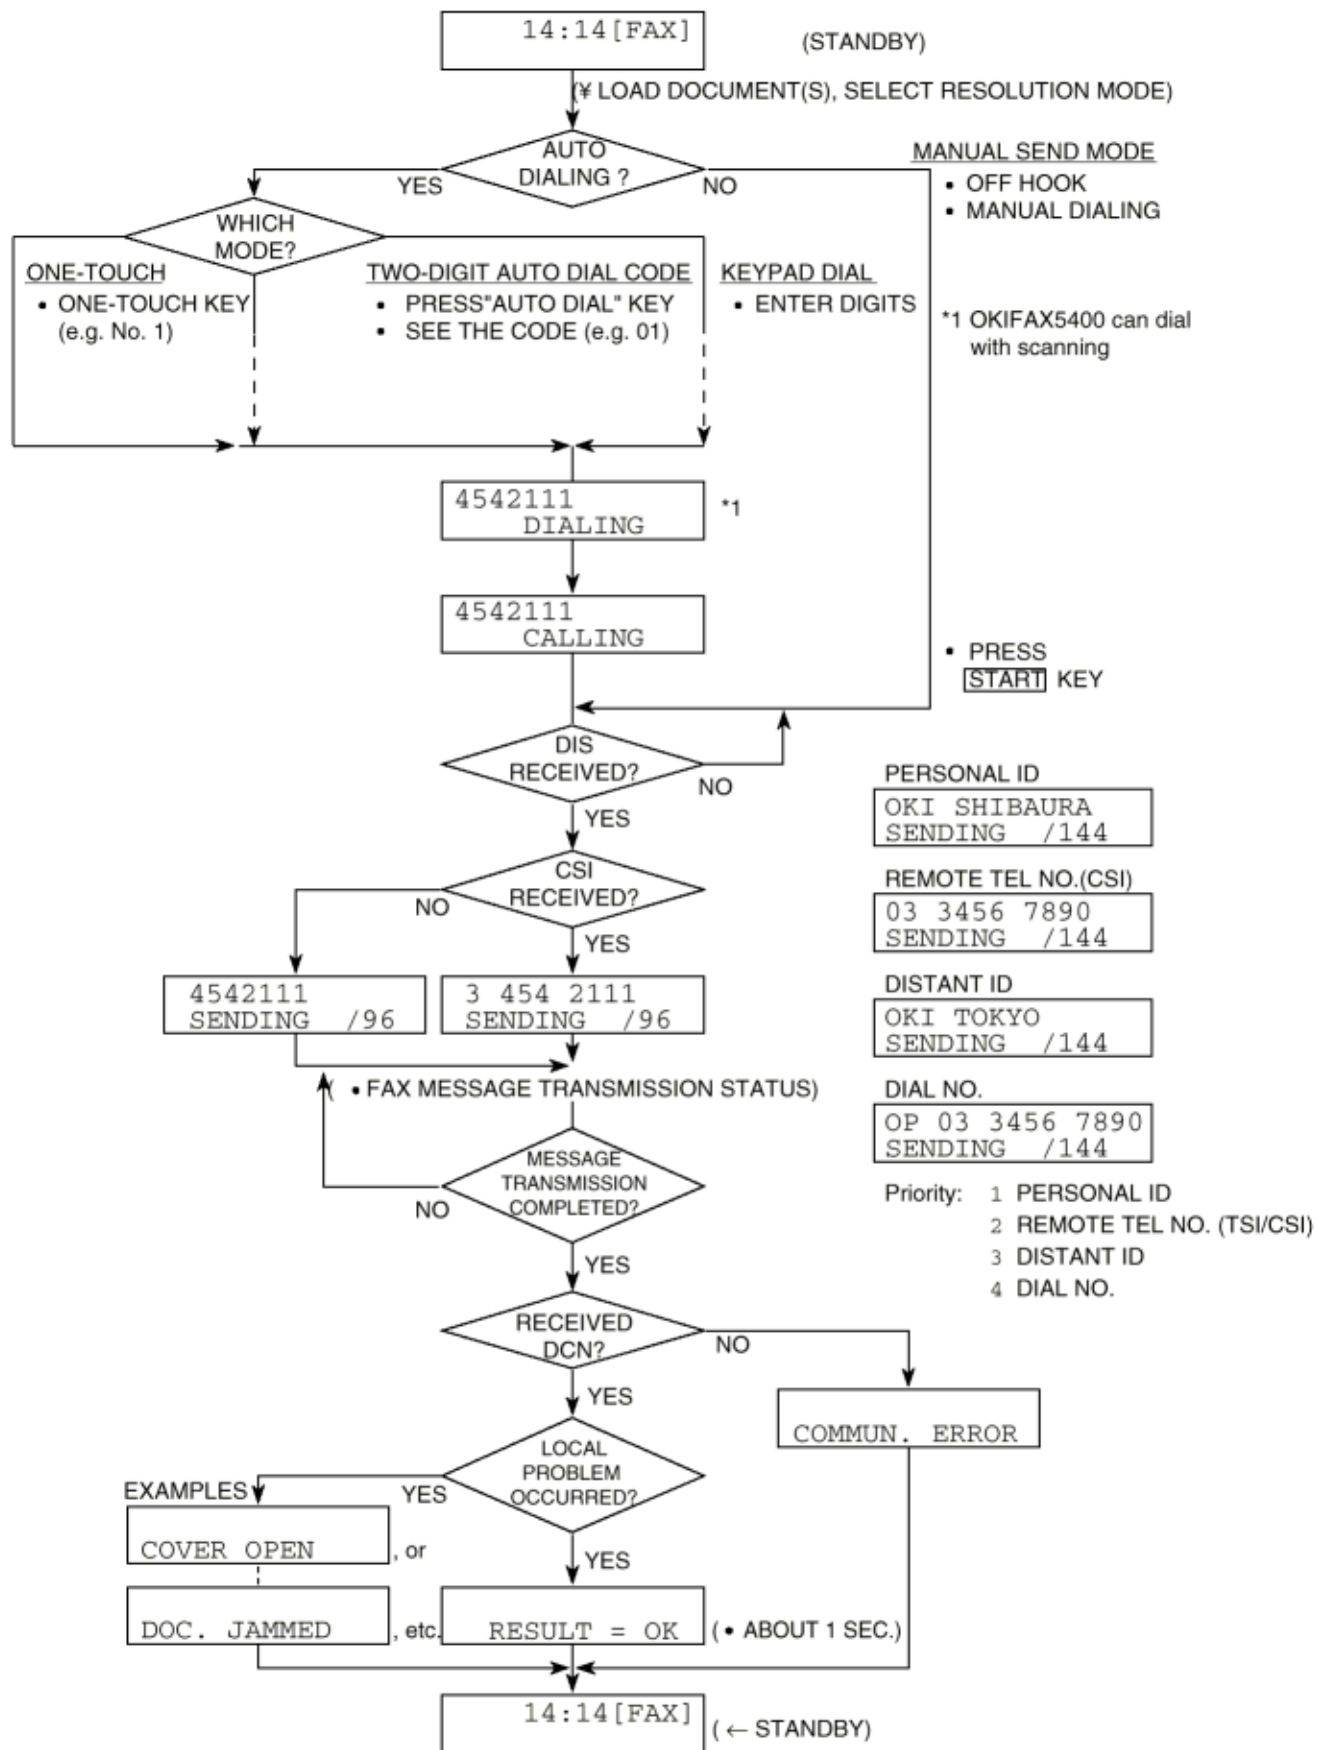 14:14[FAX]
(STANDBY)
(¥ LOAD DOCUMENT(S), SELECT RESOLUTION MODE)
AUTO
DIALING ?
YES
NO
MANUAL SEND MODE
• OFF HOOK
• MANUAL DIALING
WHICH
MODE?
ONE-TOUCH
• ONE-TOUCH KEY
(e.g. No. 1)
TWO-DIGIT AUTO DIAL CODE
• PRESS"AUTO DIAL" KEY
• SEE THE CODE (e.g. 01)
KEYPAD DIAL
• ENTER DIGITS
*1 OKIFAX5400 can dial
with scanning
4542111
DIALING
*1
4542111
CALLING
• PRESS
START KEY
DIS
RECEIVED?
NO
YES
CSI
RECEIVED?
NO
YES
4542111
SENDING /96
3 454 2111
SENDING /96
PERSONAL ID
OKI SHIBAURA
SENDING /144
REMOTE TEL NO.(CSI)
03 3456 7890
SENDING /144
DISTANT ID
OKI TOKYO
SENDING /144
DIAL NO.
OP 03 3456 7890
SENDING /144
Priority: 1 PERSONAL ID
2 REMOTE TEL NO. (TSI/CSI)
3 DISTANT ID
4 DIAL NO.
( • FAX MESSAGE TRANSMISSION STATUS)
MESSAGE
TRANSMISSION
COMPLETED?
NO
YES
RECEIVED
DCN?
NO
YES
COMMUN. ERROR
LOCAL
PROBLEM
OCCURRED?
YES
YES
EXAMPLES
COVER OPEN
, or
DOC. JAMMED
, etc.
RESULT = OK
( • ABOUT 1 SEC.)
14:14[FAX]
( ← STANDBY)